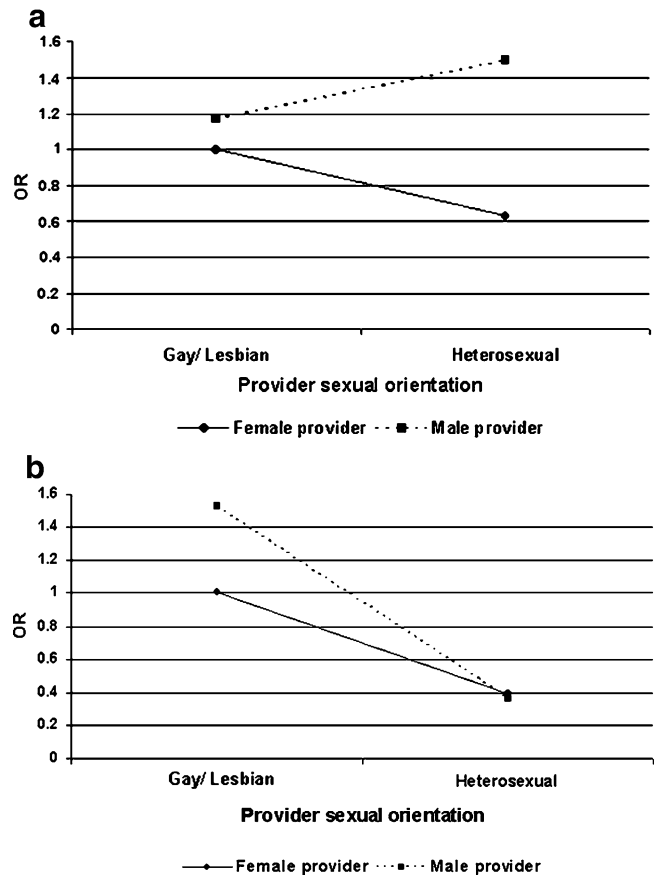 a
1.6
1.4
1.2
1
0.8
0.6
0.4
0.2
0
OR
Gay/ Lesbian Heterosexual
Provider sexual orientation
Female provider Male provider
b
1.6
1.4
1.2
1
0.8
0.6
0.4
0.2
0
OR
Gay/ Lesbian Heterosexual
Provider sexual orientation
Female provider Male provider